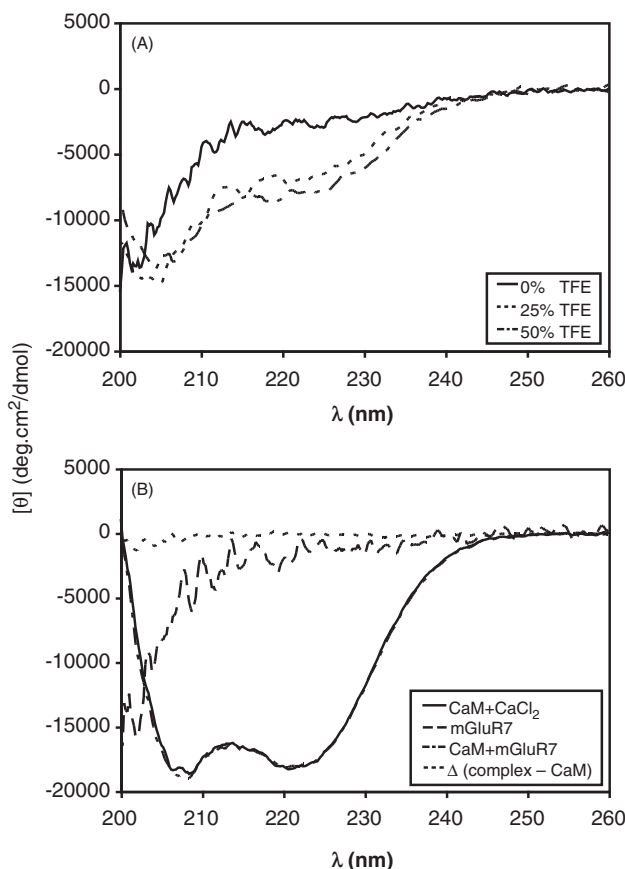 (A)
5000
0
-5000
-10000
-15000
-20000
0% TFE
25% TFE
50% TFE
200 210 220 230 240 250 260
λ (nm)
[θ] (deg.cm²/dmol)
(B)
5000
0
-5000
-10000
-15000
-20000
CaM+CaCl₂
mGluR7
CaM+mGluR7
Δ (complex – CaM)
200 210 220 230 240 250 260
λ (nm)